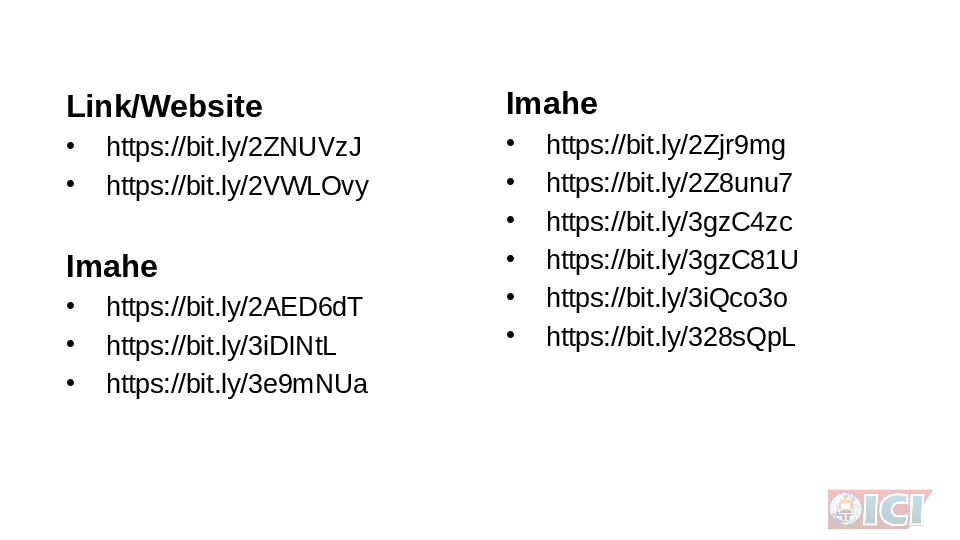 Link/Website
• https://bit.ly/2ZNUVzJ
• https://bit.ly/2VWLOvy
Imahe
• https://bit.ly/2AED6dT
• https://bit.ly/3iDINtL
• https://bit.ly/3e9mNUa
Imahe
• https://bit.ly/2Zjr9mg
• https://bit.ly/2Z8unu7
• https://bit.ly/3gzC4zc
• https://bit.ly/3gzC81U
• https://bit.ly/3iQco3o
• https://bit.ly/328sQpL
ICI